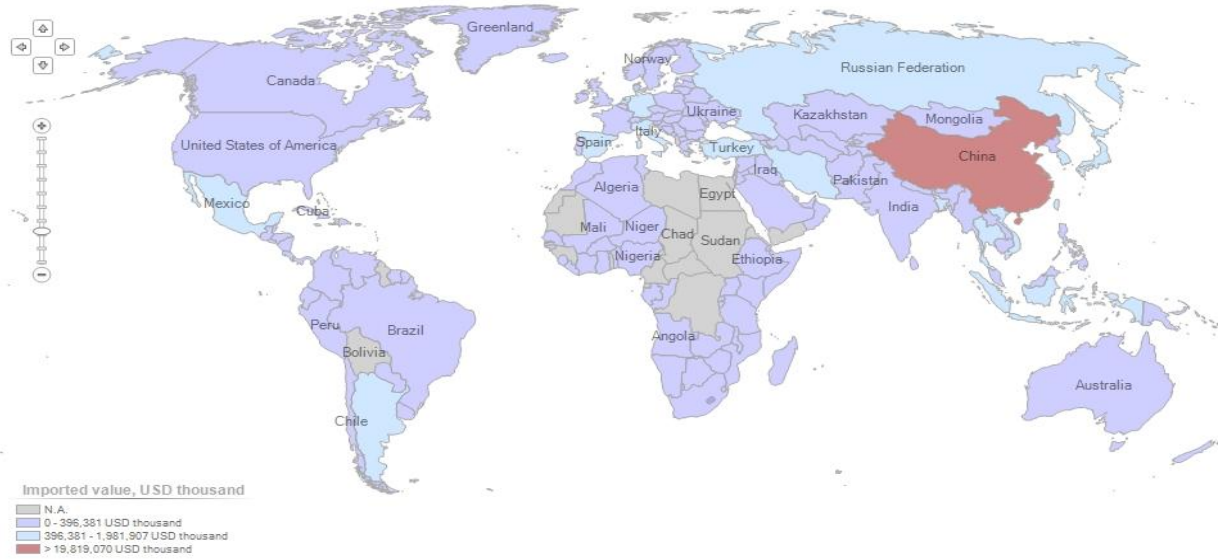 Greenland
Norway
Russian Federation
Canada
Ukraine
Kazakhstan
Mongolia
United States of America
Spain
Italy
Turkey
China
Iraq
Pakistan
Mexico
Cuba
Algeria
Egypt
India
Mali
Niger
Chad
Sudan
Nigeria
Ethiopia
Peru
Brazil
Angola
Bolivia
Australia
Chile
Imported value, USD thousand
N.A.
0 - 396,381 USD thousand
396,381 - 1,981,907 USD thousand
> 19,819,070 USD thousand